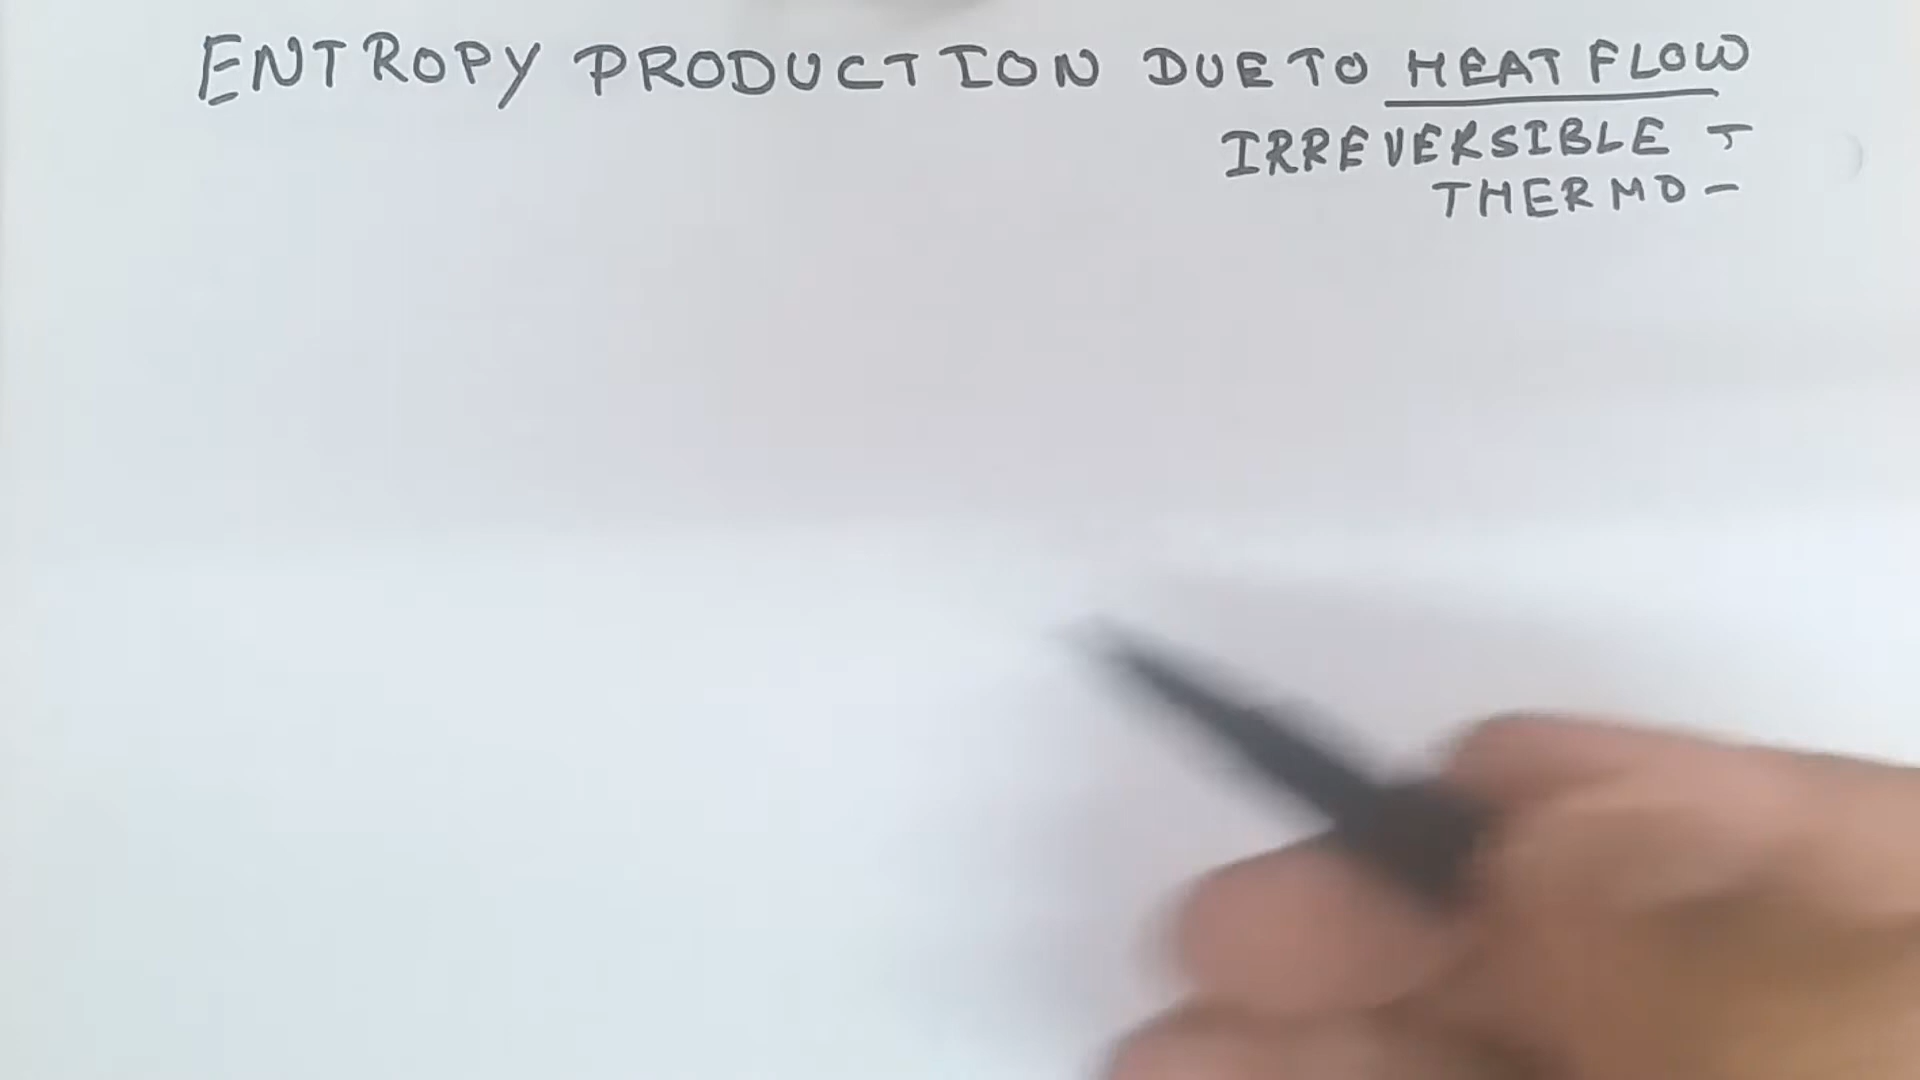 ENTROPY PRODUCTION DUE TO HEAT FLOW
IRREVERSIBLE -
THERMO -